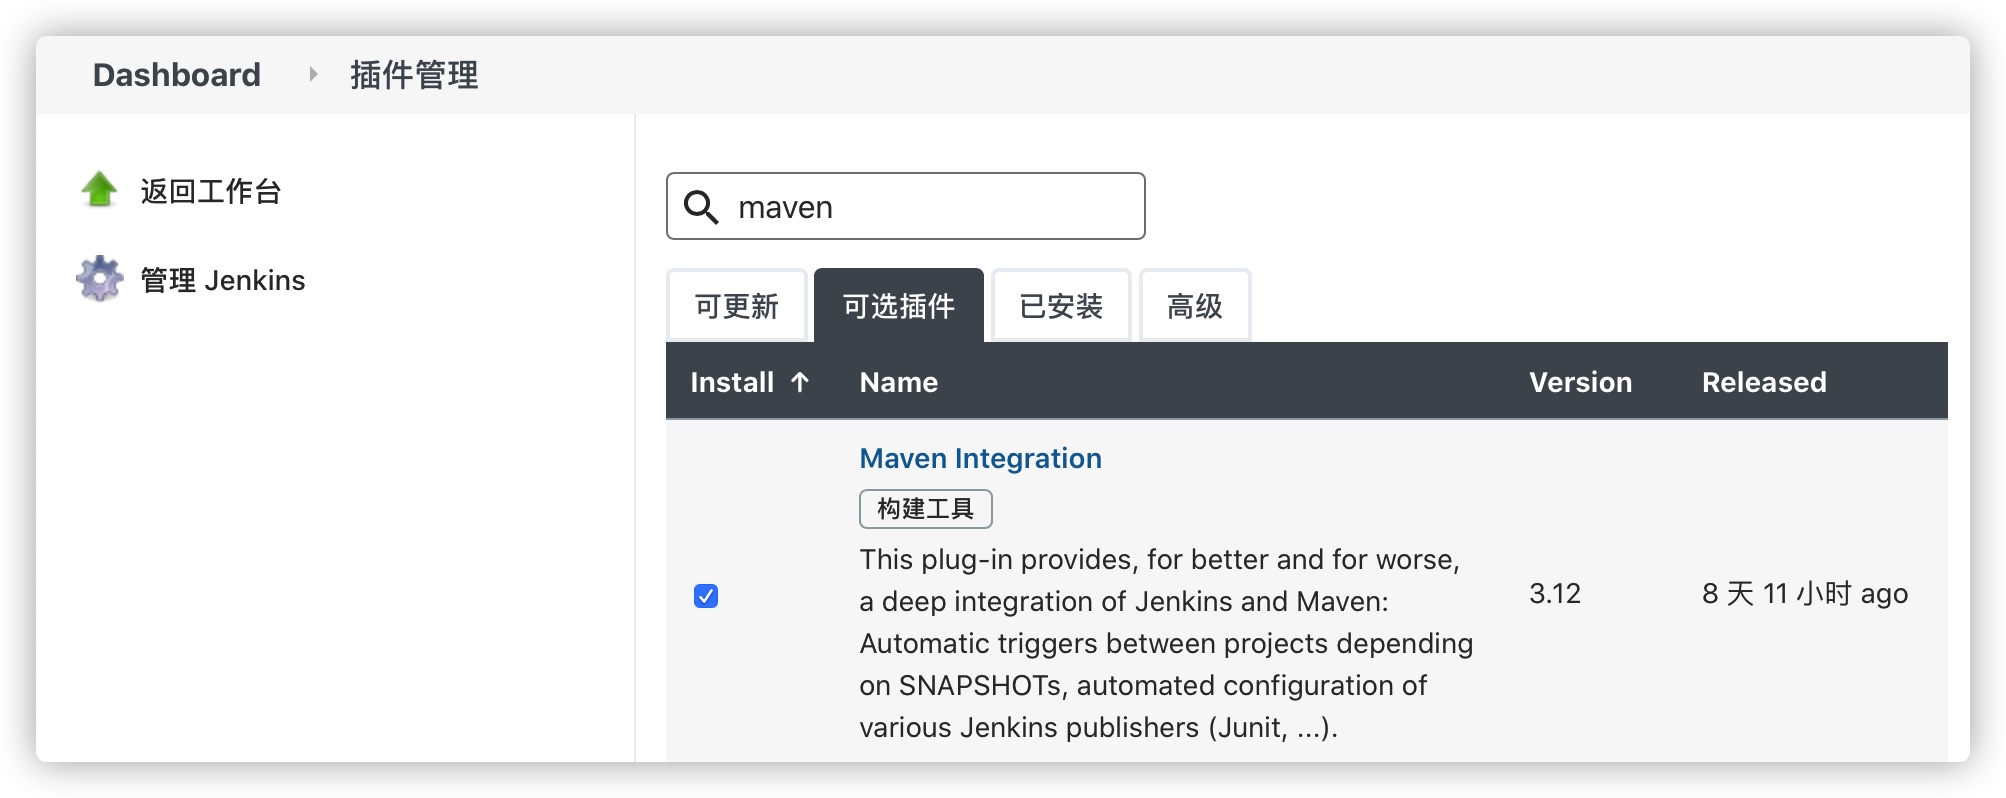 Dashboard 插件管理
返回工作台
管理 Jenkins
maven
可更新 可选插件 已安装 高级
Install ↑ Name Version Released
Maven Integration
构建工具
This plug-in provides, for better and for worse,
a deep integration of Jenkins and Maven:
Automatic triggers between projects depending
on SNAPSHOTs, automated configuration of
various Jenkins publishers (Junit, ...).
3.12
8 天 11 小时 ago